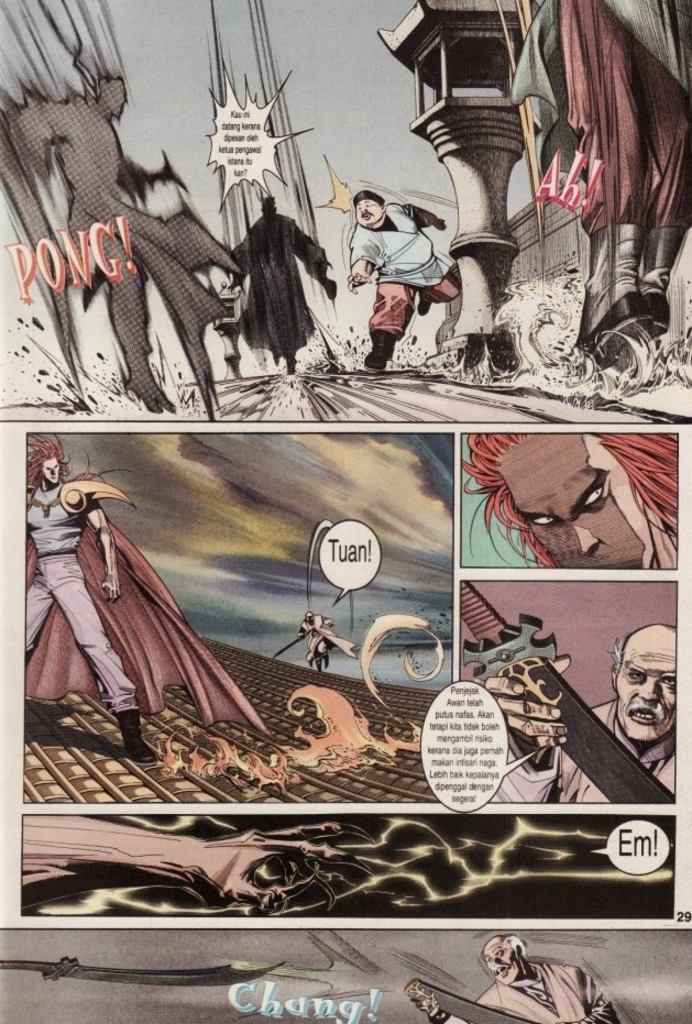 Kau ini
datang kerana
dipesan oleh
ketua pengawal
istana itu
kan?
Ah!
PONG!
Tuan!
Penjejak
Awan telah
putus nafas. Akan
tetapi kita tidak boleh
mengambil risiko
kerana dia juga pernah
makan intisari naga.
Lebih baik kepalanya
dipenggal dengan
segera!
Em!
29
Chang!